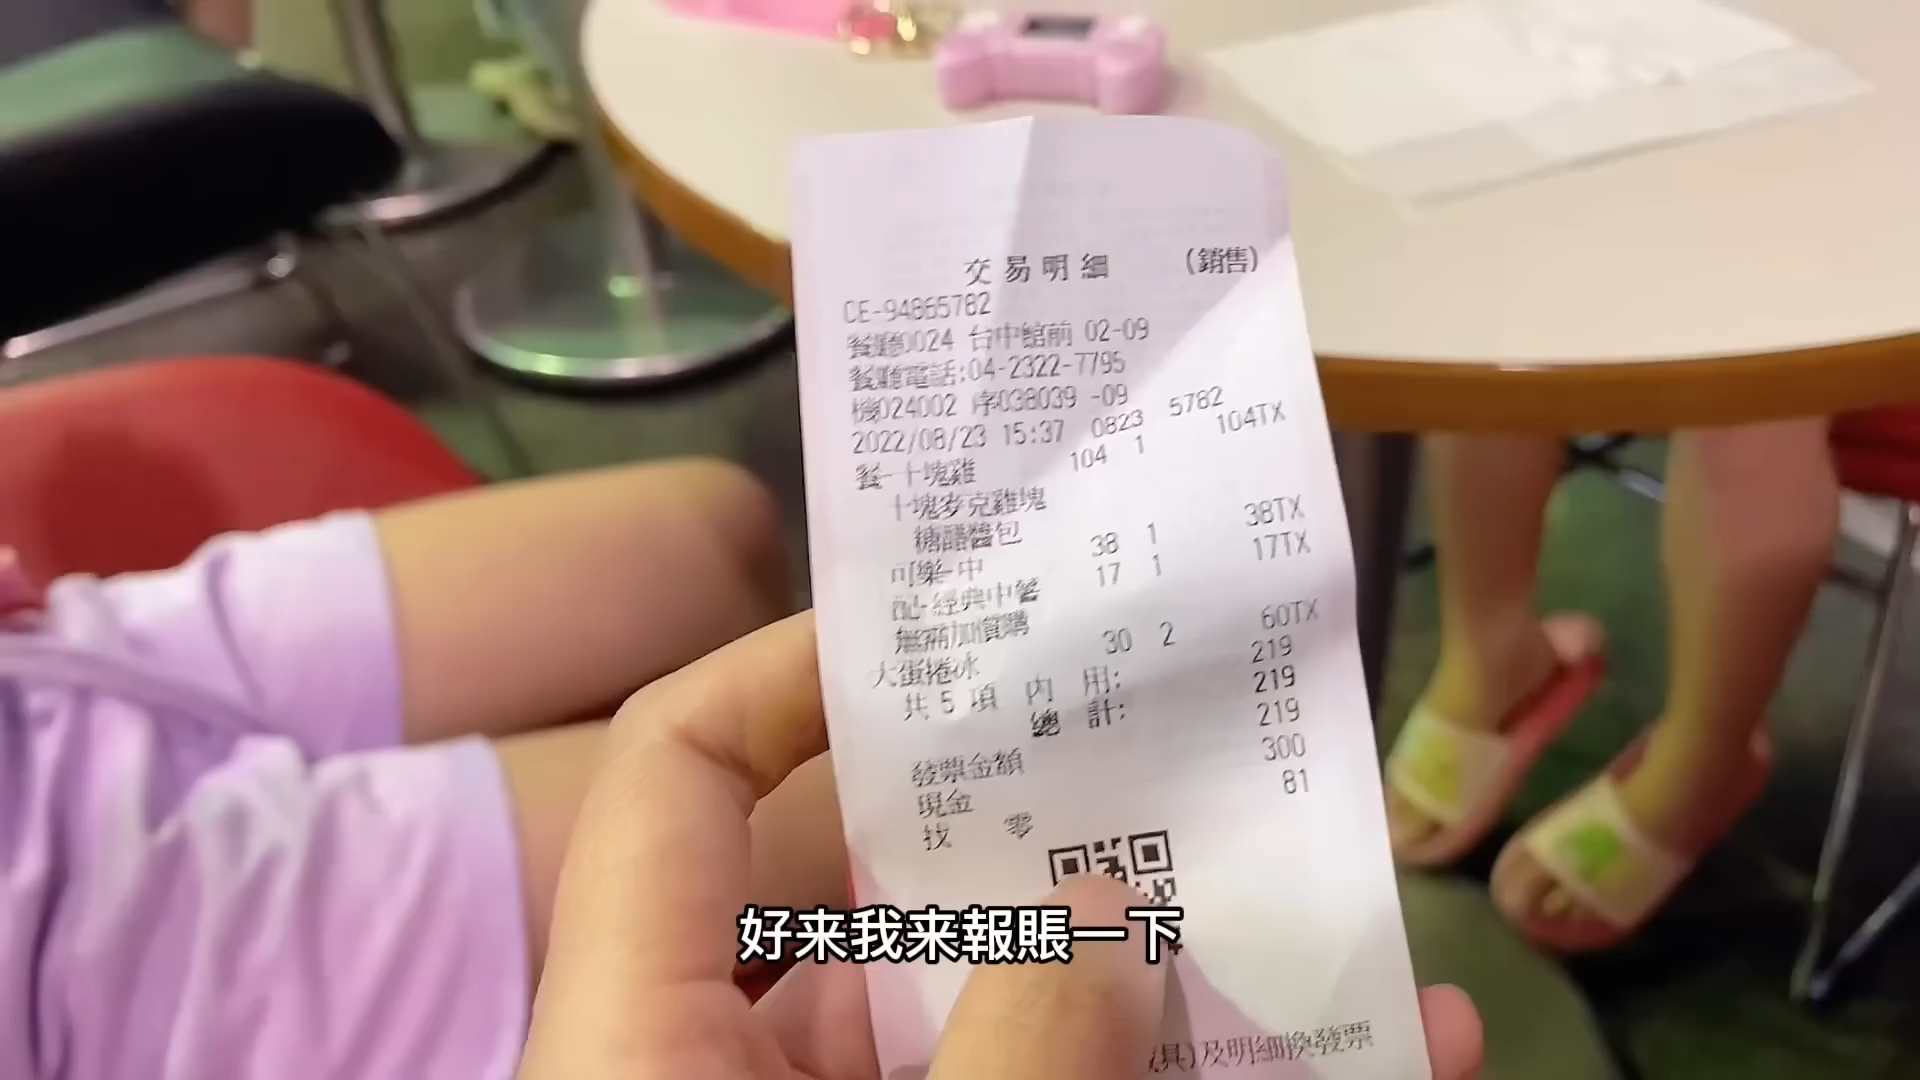 交易明細 (銷售)
CE-94865782
餐廳0024 台中館前 02-09
餐廳電話:04-2322-7795
機024002 序038039 -09
2022/08/23 15:37 0823 5782
餐-十塊雞 104 1 104TX
十塊麥克雞塊
糖醋醬包
可樂-中 38 1 38TX
配-經典中薯 17 1 17TX
無需加價購
大蛋捲冰 30 2 60TX
共 5 項 內 用: 219
總 計: 219
發票金額 219
現金 300
找 零 81
好来我来報賬一下
(具)及明細換發票